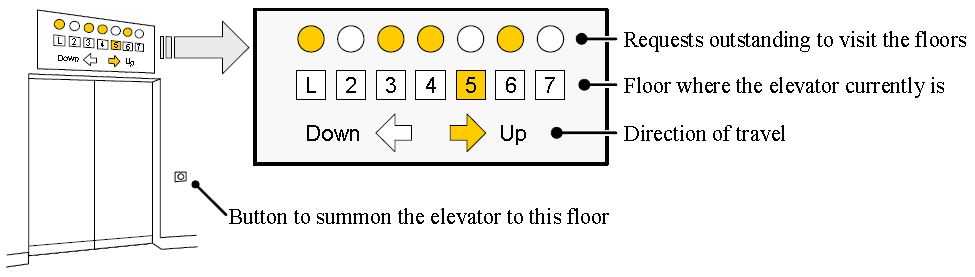 Requests outstanding to visit the floors
L 2 3 4 5 6 7
Floor where the elevator currently is
Down Up
Direction of travel
L 2 3 4 5 6 7
Down Up
Button to summon the elevator to this floor